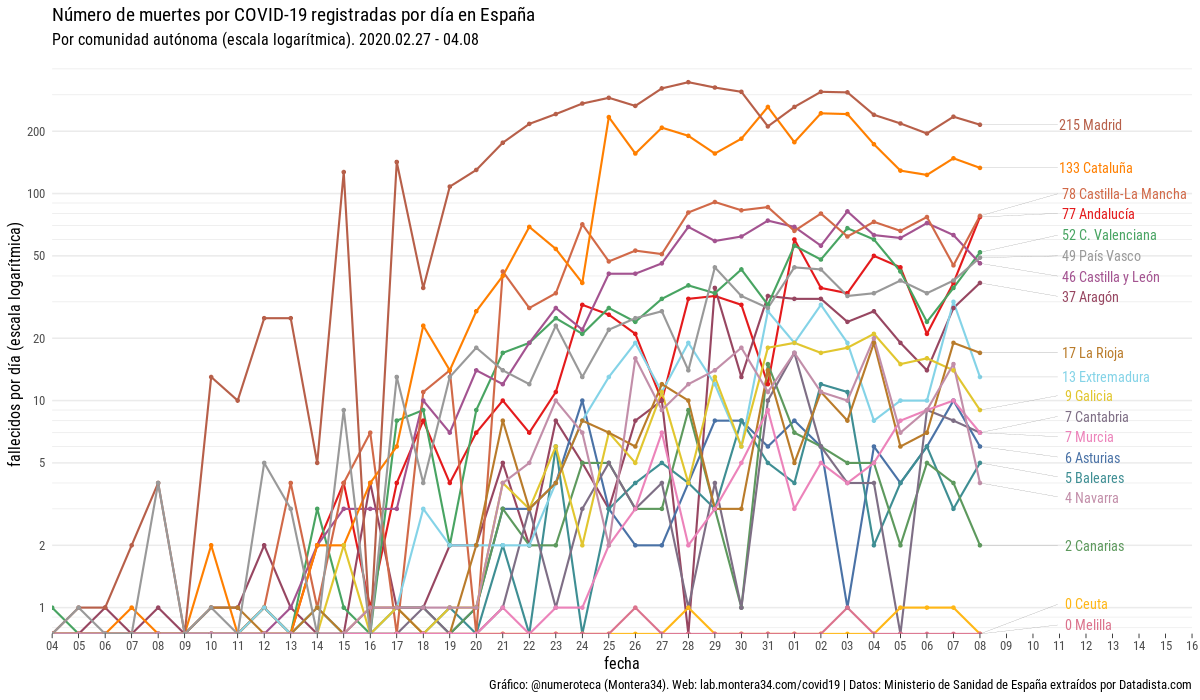 Número de muertes por COVID-19 registradas por día en España
Por comunidad autónoma (escala logarítmica). 2020.02.27 - 04.08
fallecidos por día (escala logarítmica)
200
100
50
20
10
5
2
1
215 Madrid
133 Cataluña
78 Castilla-La Mancha
77 Andalucía
52 C. Valenciana
49 País Vasco
46 Castilla y León
37 Aragón
17 La Rioja
13 Extremadura
9 Galicia
7 Cantabria
7 Murcia
6 Asturias
5 Baleares
4 Navarra
2 Canarias
0 Ceuta
0 Melilla
04 05 06 07 08 09 10 11 12 13 14 15 16 17 18 19 20 21 22 23 24 25 26 27 28 29 30 31 01 02 03 04 05 06 07 08 09 10 11 12 13 14 15 16
fecha
Gráfico: @numeroteca (Montera34). Web: lab.montera34.com/covid19 | Datos: Ministerio de Sanidad de España extraídos por Datadista.com